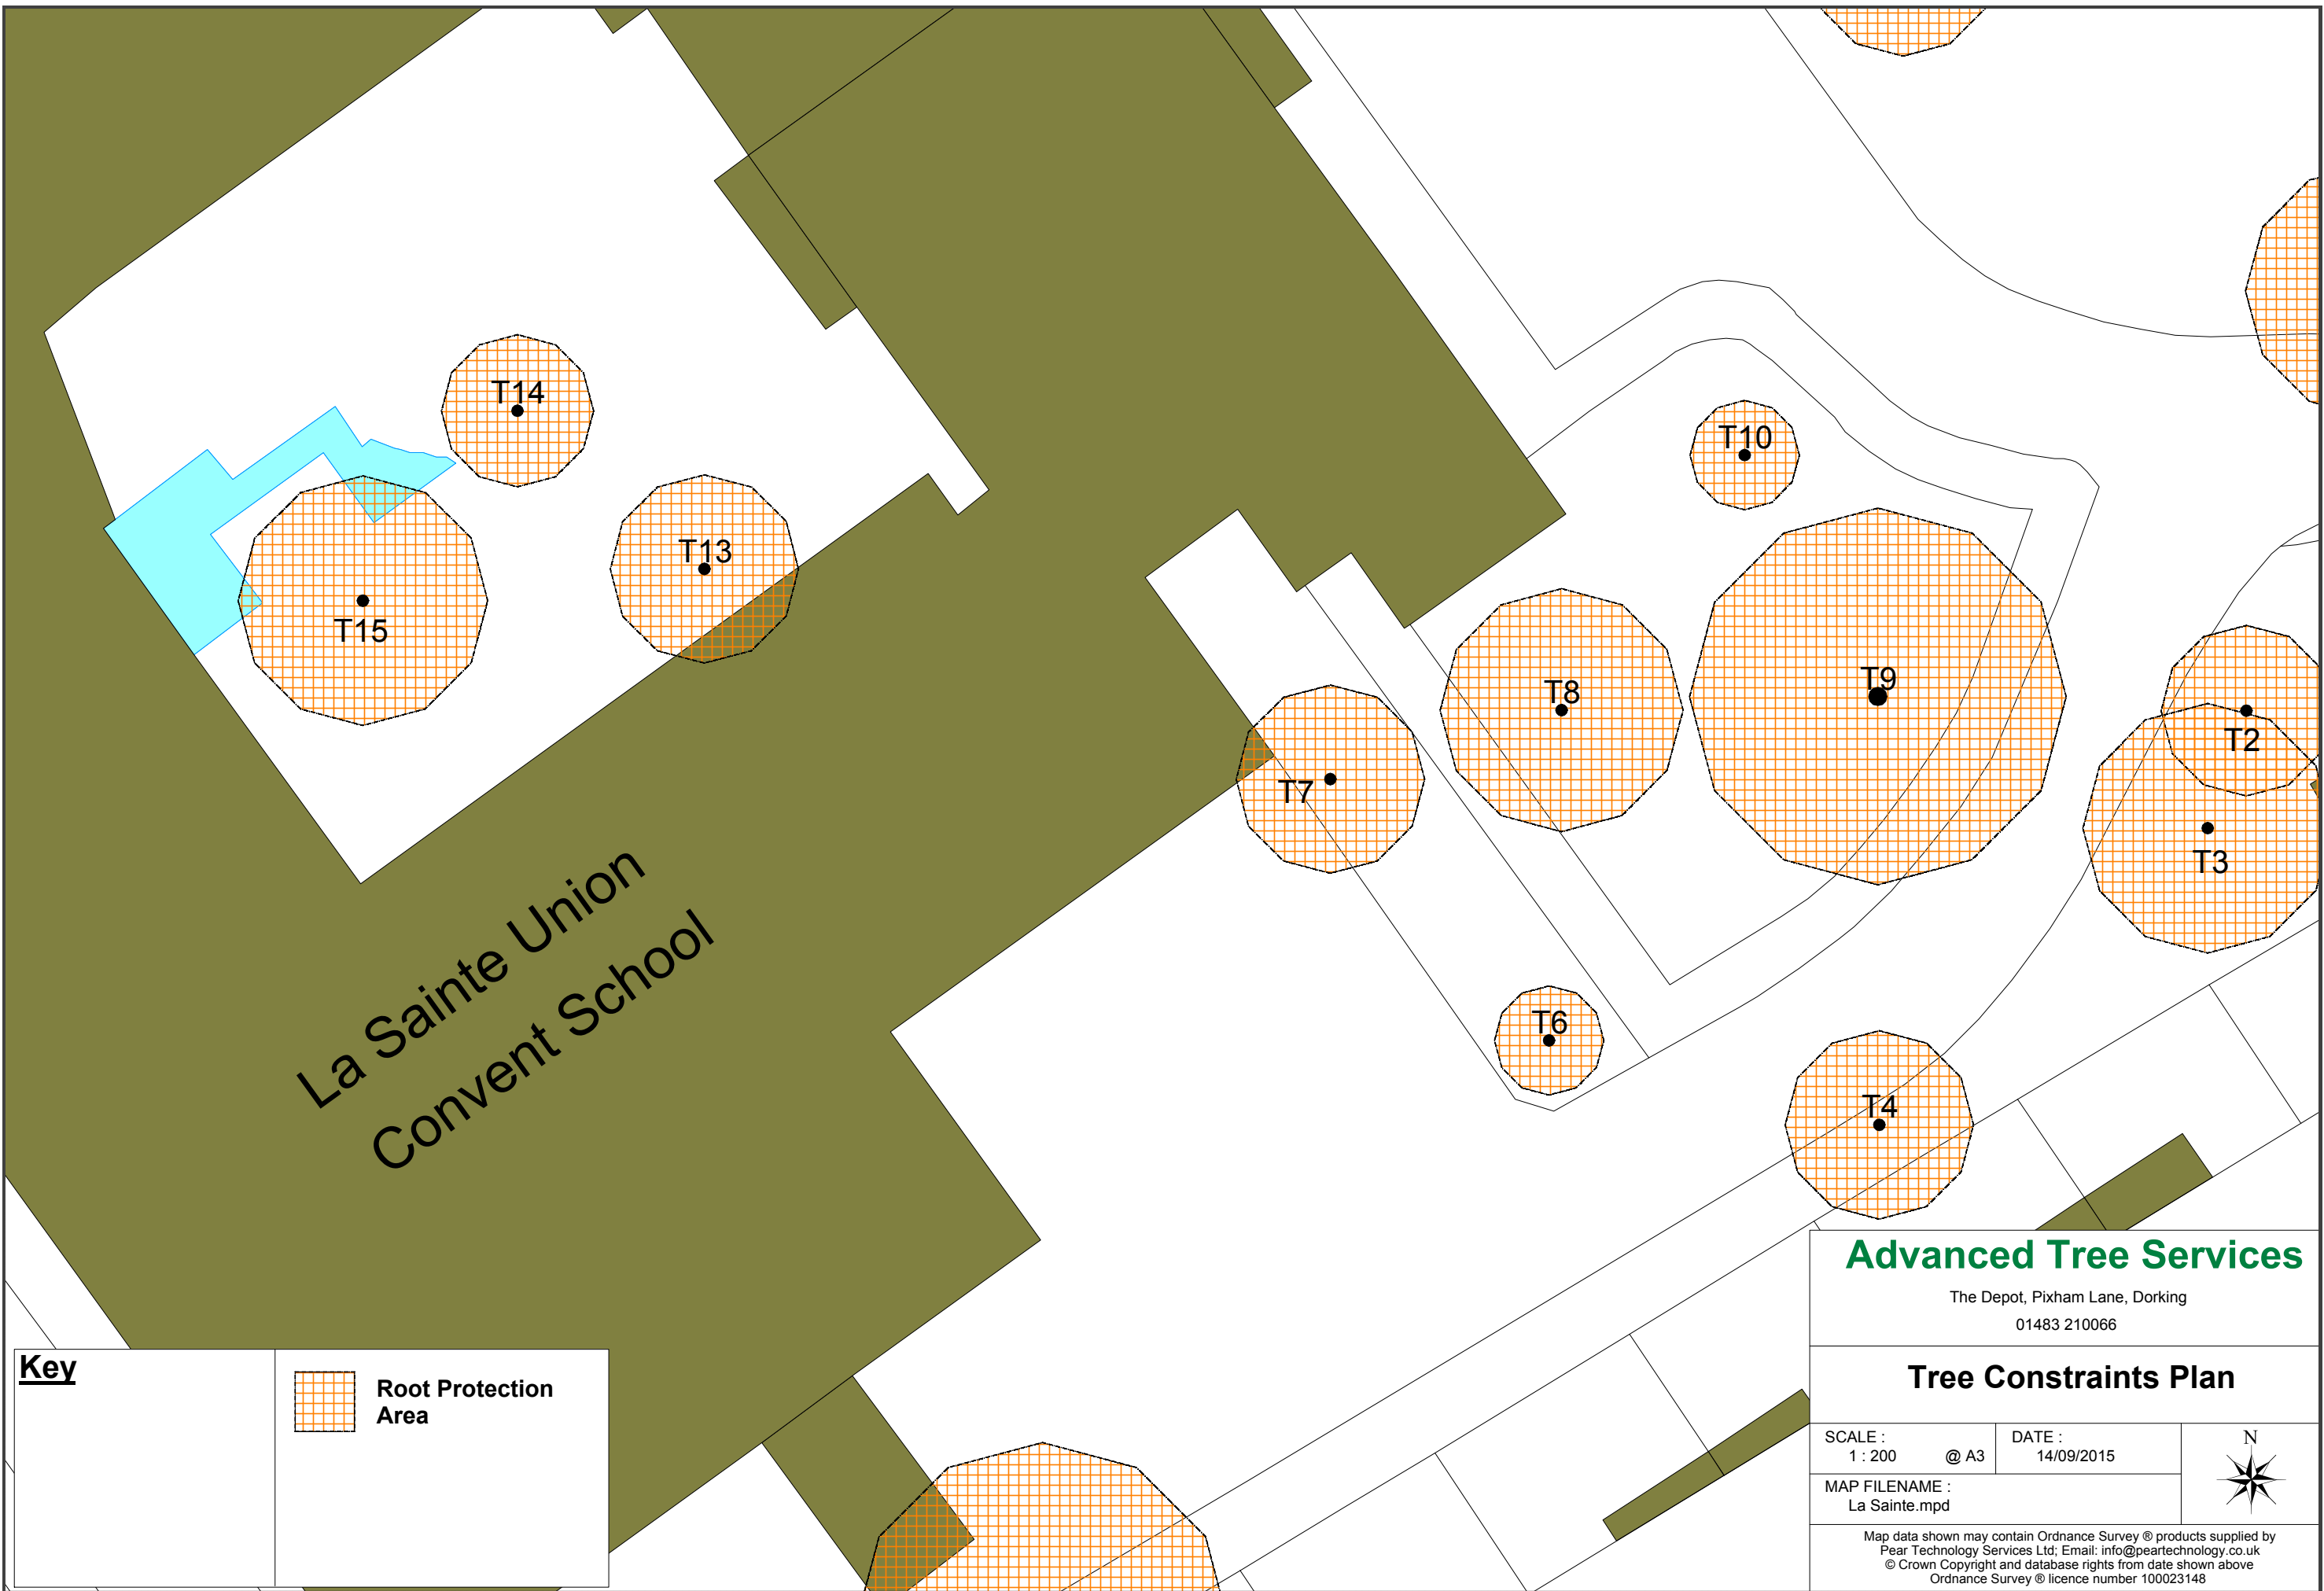 T14
T10
T13
T15
T9
T8
T2
T7
T3
La Sainte Union
Convent School
T6
T4
Key
Root Protection
Area
Advanced Tree Services
The Depot, Pixham Lane, Dorking
01483 210066
Tree Constraints Plan
SCALE :
1 : 200 @ A3
DATE :
14/09/2015
N
MAP FILENAME :
La Sainte.mpd
Map data shown may contain Ordnance Survey ® products supplied by
Pear Technology Services Ltd; Email: info@peartechnology.co.uk
© Crown Copyright and database rights from date shown above
Ordnance Survey ® licence number 100023148